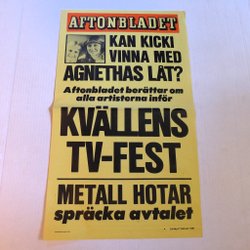 AFTONBLADET
KAN KICKI
VINNA MED
AGNETHAS LÅT?
Aftonbladet berättar om
alla artisterna inför
KVÄLLENS
TV-FEST
METALL HOTAR
spräcka avtalet